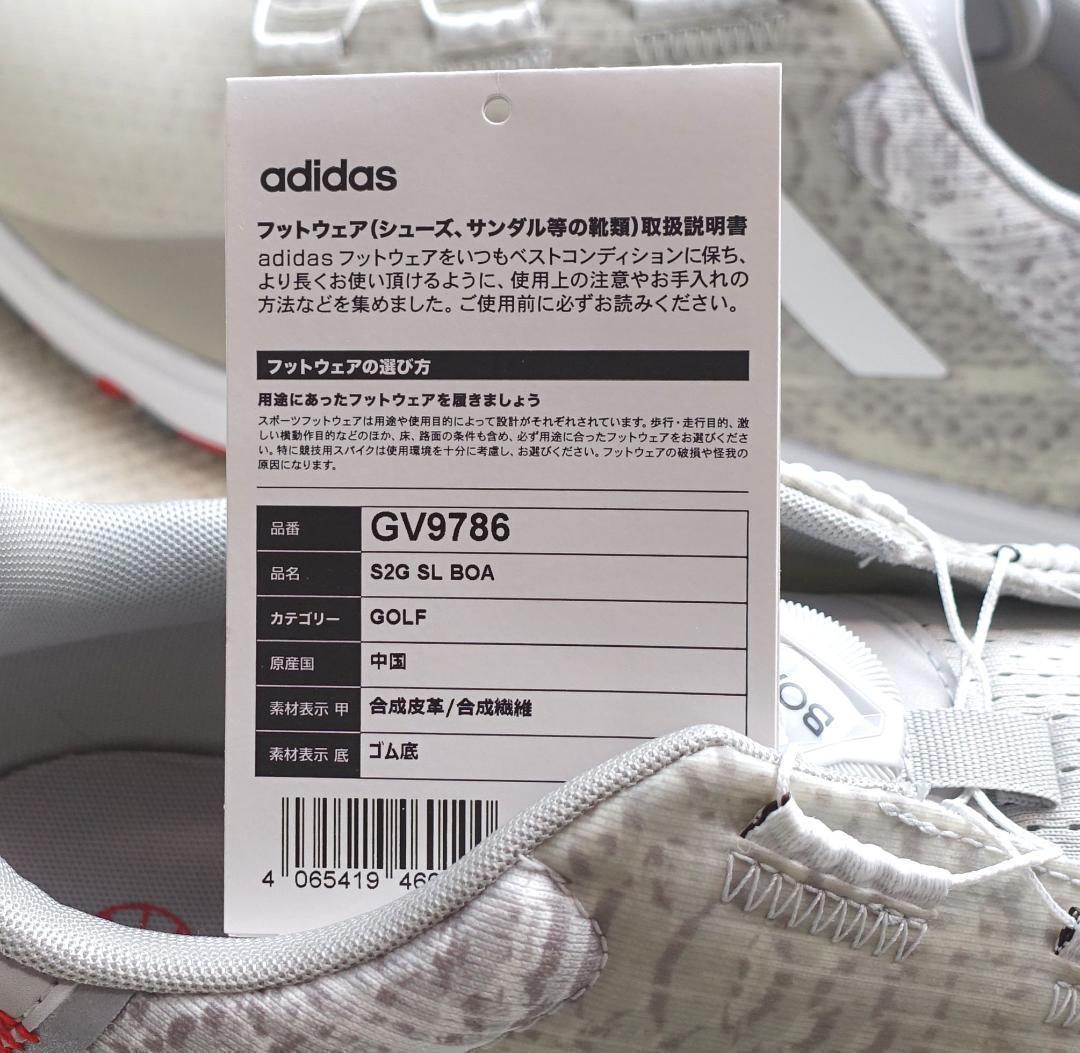 adidas
フットウェア(シューズ、サンダル等の靴類)取扱説明書
adidas フットウェアをいつもベストコンディションに保ち、
より長くお使い頂けるように、使用上の注意やお手入れの
方法などを集めました。ご使用前に必ずお読みください。
フットウェアの選び方
用途にあったフットウェアを履きましょう
スポーツフットウェアは用途や使用目的によって設計がそれぞれされています。歩行・走行目的、激
しい横動作目的などのほか、床、路面の条件も含め、必ず用途に合ったフットウェアをお選びくださ
い。特に競技用スパイクは使用環境を十分に考慮し、お選びください。フットウェアの破損や怪我の
原因になります。
品番 GV9786
品名 S2G SL BOA
カテゴリー GOLF
原産国 中国
素材表示 甲 合成皮革/合成繊維
素材表示 底 ゴム底
4 065419 46
BO